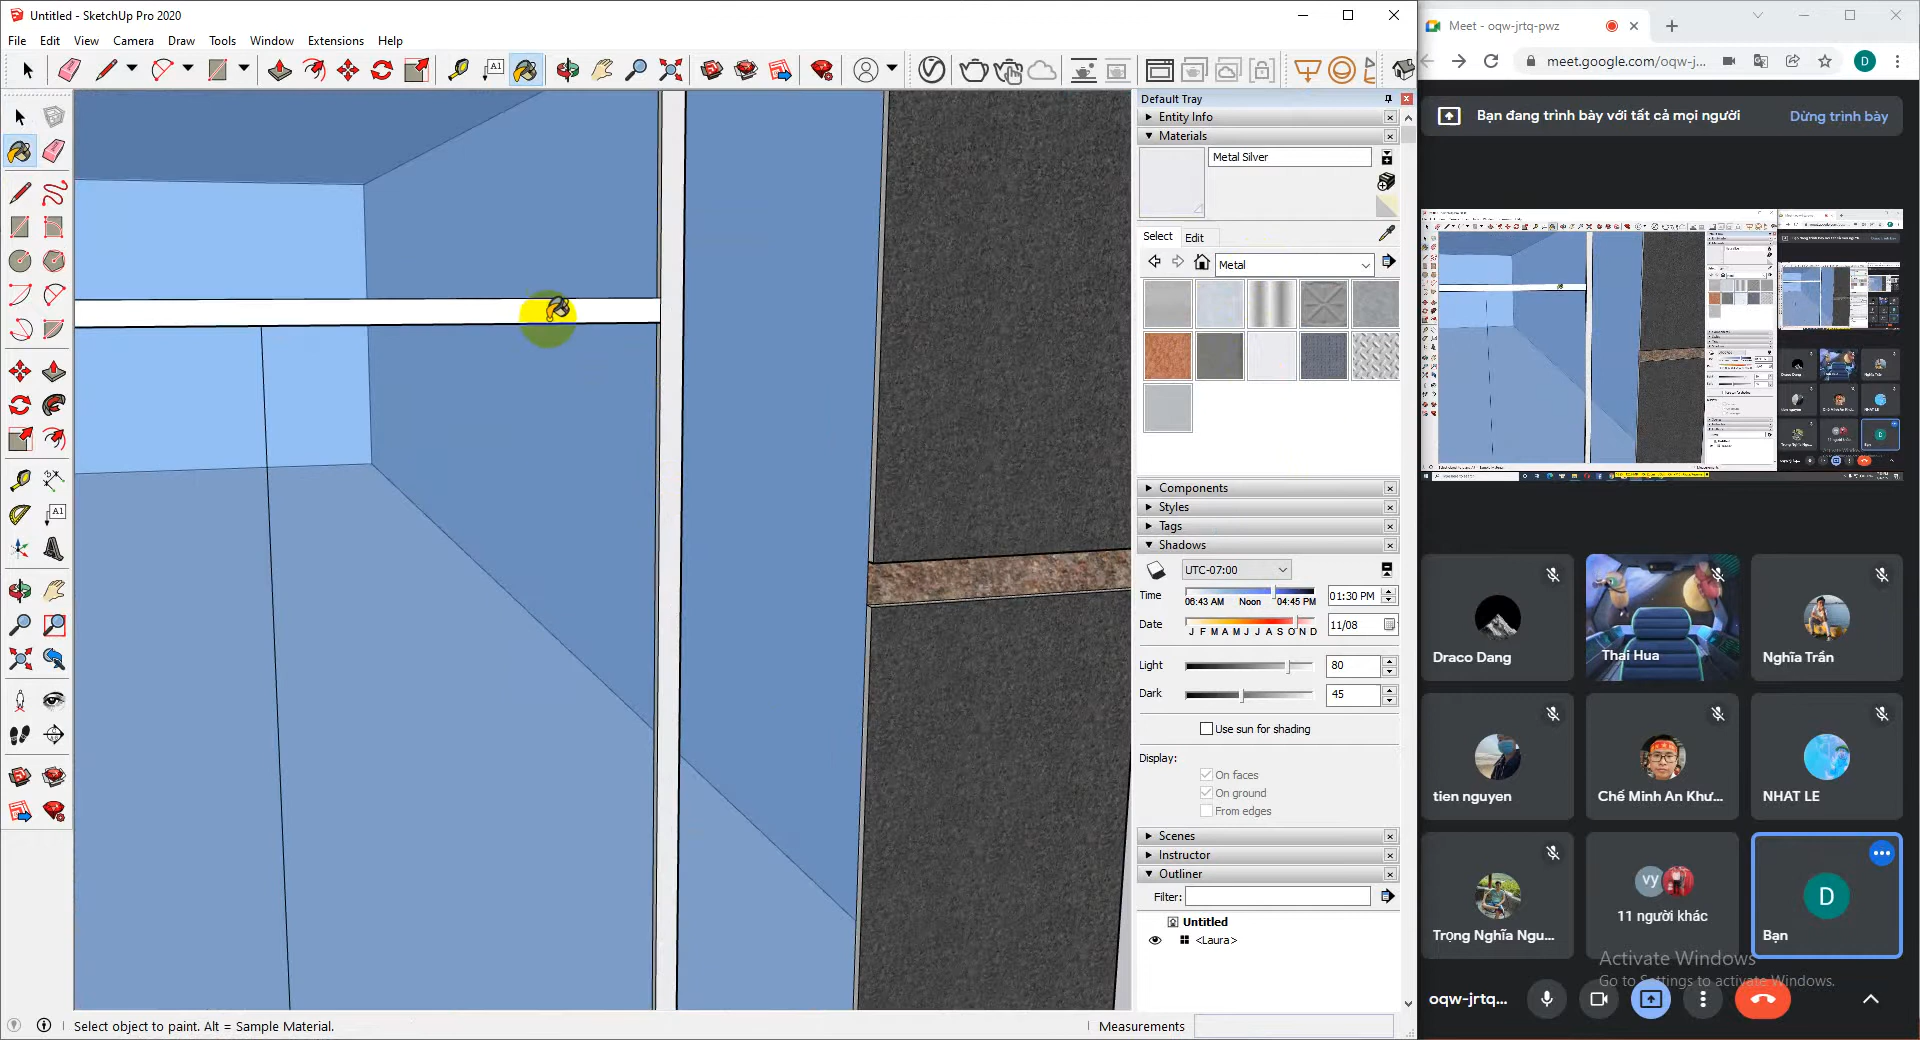 Untitled - SketchUp Pro 2020
File Edit View Camera Draw Tools Window Extensions Help
Default Tray
Entity Info
Materials
Metal Silver
Select Edit
Metal
Components
Styles
Tags
Shadows
UTC-07:00
Time 06:43 AM Noon 04:45 PM 01:30 PM
Date J F M A M J J A S O N D 11/08
Light 80
Dark 45
Use sun for shading
Display:
On faces
On ground
From edges
Scenes
Instructor
Outliner
Filter:
Untitled
<Laura>
Select object to paint. Alt = Sample Material.
Measurements
Meet - oqw-jrtq-pwz
meet.google.com/oqw-j...
D
Bạn đang trình bày với tất cả mọi người
Dừng trình bày
Draco Dang
Thai Hua
Nghĩa Trần
tien nguyen
Chế Minh An Khư...
NHAT LE
Trọng Nghĩa Ngu...
vy
11 người khác
D
Bạn
Activate Windows
Go to Settings to activate Windows.
oqw-jrtq...